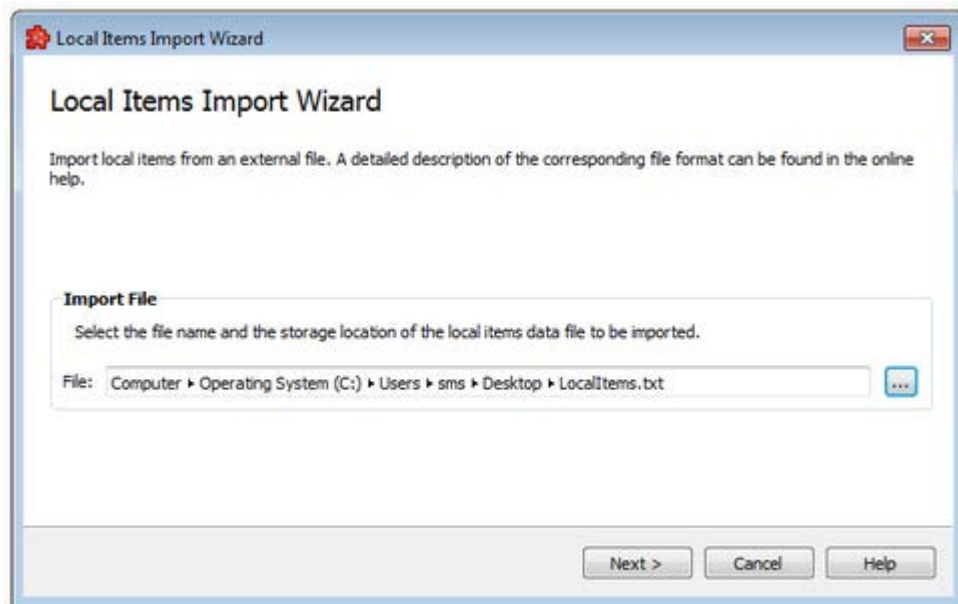 Local Items Import Wizard
Local Items Import Wizard
Import local items from an external file. A detailed description of the corresponding file format can be found in the online
help.
Import File
Select the file name and the storage location of the local items data file to be imported.
File: Computer ▸ Operating System (C:) ▸ Users ▸ sms ▸ Desktop ▸ LocalItems.txt ...
Next > Cancel Help